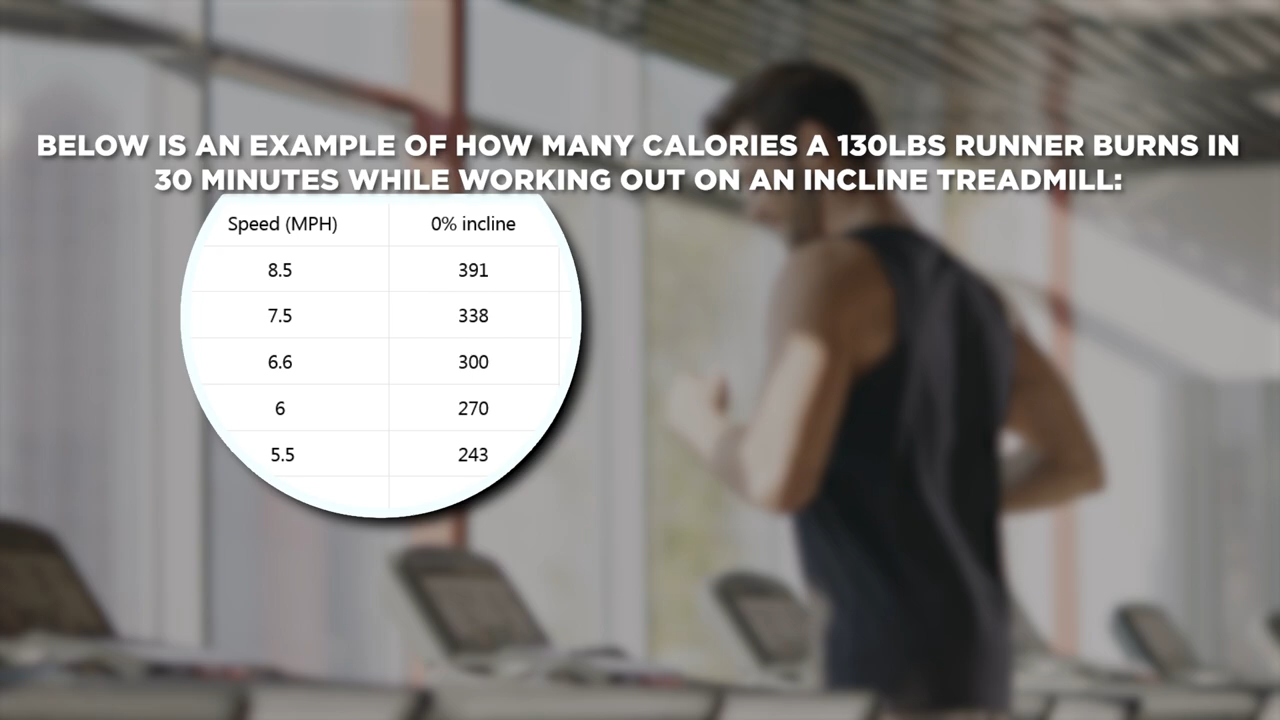 BELOW IS AN EXAMPLE OF HOW MANY CALORIES A 130LBS RUNNER BURNS IN
30 MINUTES WHILE WORKING OUT ON AN INCLINE TREADMILL:
Speed (MPH) 0% incline
8.5 391
7.5 338
6.6 300
6 270
5.5 243